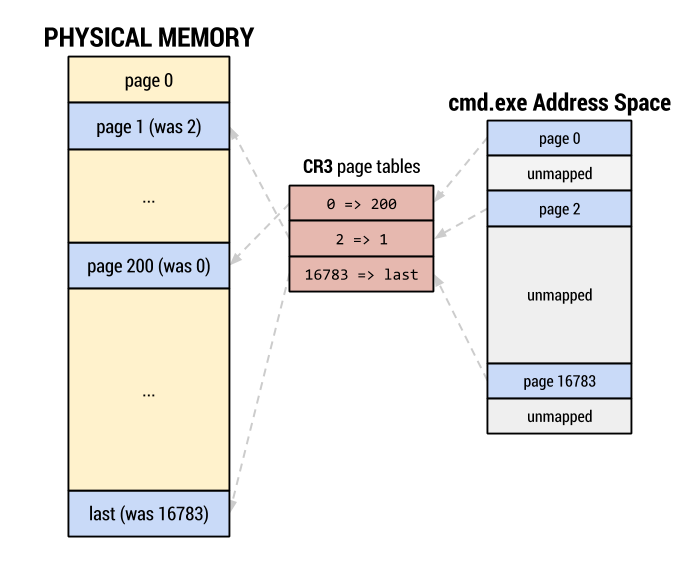 PHYSICAL MEMORY
page 0
page 1 (was 2)
...
page 200 (was 0)
...
last (was 16783)
CR3 page tables
0 => 200
2 => 1
16783 => last
cmd.exe Address Space
page 0
unmapped
page 2
unmapped
page 16783
unmapped